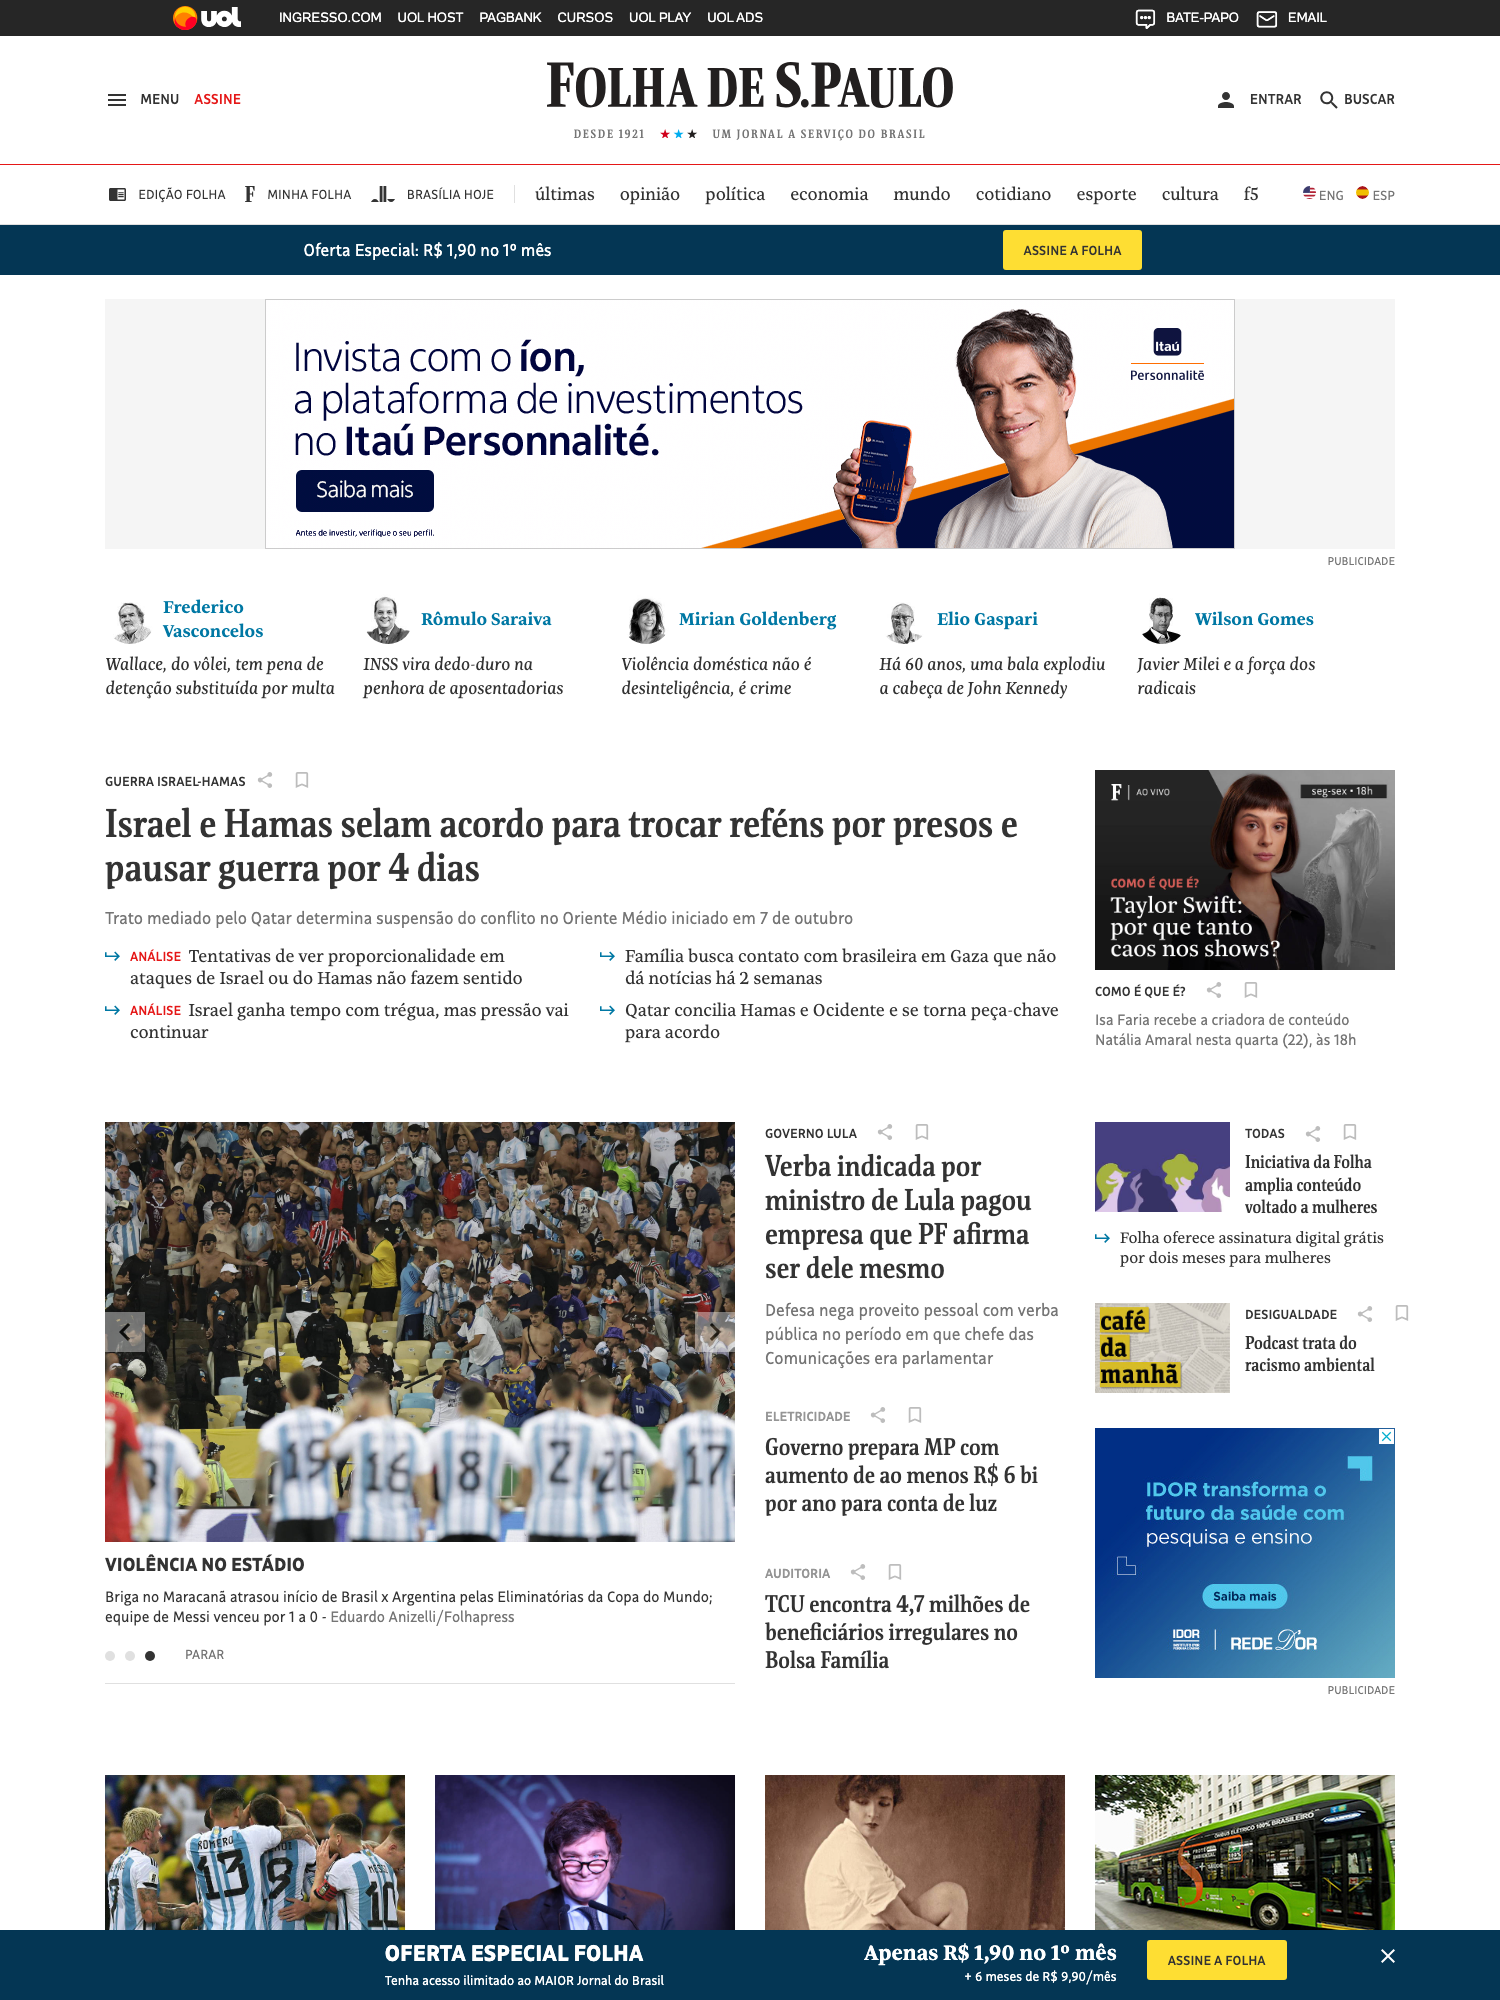 uol INGRESSO.COM UOL HOST PAGBANK CURSOS UOL PLAY UOL ADS BATE-PAPO EMAIL
MENU ASSINE
FOLHA DE S.PAULO
DESDE 1921 ★★★ UM JORNAL A SERVIÇO DO BRASIL
ENTRAR BUSCAR
EDIÇÃO FOLHA F MINHA FOLHA BRASÍLIA HOJE últimas opinião política economia mundo cotidiano esporte cultura f5 ENG ESP
Oferta Especial: R$ 1,90 no 1º mês ASSINE A FOLHA
Invista com o íon,
a plataforma de investimentos
no Itaú Personnalité.
Saiba mais
Antes de investir, verifique o seu perfil.
Itaú
Personnalité
PUBLICIDADE
Frederico
Vasconcelos
Wallace, do vôlei, tem pena de
detenção substituída por multa
Rômulo Saraiva
INSS vira dedo-duro na
penhora de aposentadorias
Mirian Goldenberg
Violência doméstica não é
desinteligência, é crime
Elio Gaspari
Há 60 anos, uma bala explodiu
a cabeça de John Kennedy
Wilson Gomes
Javier Milei e a força dos
radicais
GUERRA ISRAEL-HAMAS
Israel e Hamas selam acordo para trocar reféns por presos e
pausar guerra por 4 dias
Trato mediado pelo Qatar determina suspensão do conflito no Oriente Médio iniciado em 7 de outubro
ANÁLISE Tentativas de ver proporcionalidade em
ataques de Israel ou do Hamas não fazem sentido
ANÁLISE Israel ganha tempo com trégua, mas pressão vai
continuar
Família busca contato com brasileira em Gaza que não
dá notícias há 2 semanas
Qatar concilia Hamas e Ocidente e se torna peça-chave
para acordo
F | AO VIVO
seg-sex • 18h
COMO É QUE É?
Taylor Swift:
por que tanto
caos nos shows?
COMO É QUE É?
Isa Faria recebe a criadora de conteúdo
Natália Amaral nesta quarta (22), às 18h
10
10
19
16
8
2
20
17
VIOLÊNCIA NO ESTÁDIO
Briga no Maracanã atrasou início de Brasil x Argentina pelas Eliminatórias da Copa do Mundo;
equipe de Messi venceu por 1 a 0 - Eduardo Anizelli/Folhapress
PARAR
GOVERNO LULA
Verba indicada por
ministro de Lula pagou
empresa que PF afirma
ser dele mesmo
Defesa nega proveito pessoal com verba
pública no período em que chefe das
Comunicações era parlamentar
ELETRICIDADE
Governo prepara MP com
aumento de ao menos R$ 6 bi
por ano para conta de luz
AUDITORIA
TCU encontra 4,7 milhões de
beneficiários irregulares no
Bolsa Família
TODAS
Iniciativa da Folha
amplia conteúdo
voltado a mulheres
Folha oferece assinatura digital grátis
por dois meses para mulheres
café
da
manhã
DESIGUALDADE
Podcast trata do
racismo ambiental
IDOR transforma o
futuro da saúde com
pesquisa e ensino
Saiba mais
IDOR
REDE D'OR
PUBLICIDADE
ROMERO
13
9
10
ÔNIBUS ELÉTRICO 100% BRASILEIRO
OFERTA ESPECIAL FOLHA
Tenha acesso ilimitado ao MAIOR Jornal do Brasil
Apenas R$ 1,90 no 1º mês
+ 6 meses de R$ 9,90/mês
ASSINE A FOLHA